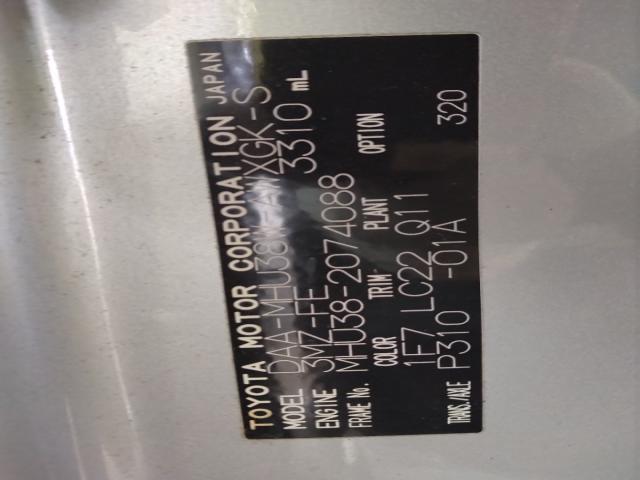 TOYOTA MOTOR CORPORATION JAPAN
MODEL DAA-MHU38W-AWXGK-S
ENGINE 3MZ-FE 3310 mL
FRAME No. MHU38-2074088
COLOR TRIM PLANT OPTION
1F7 LC22 Q11 320
TRANS./AXLE P310 -01A